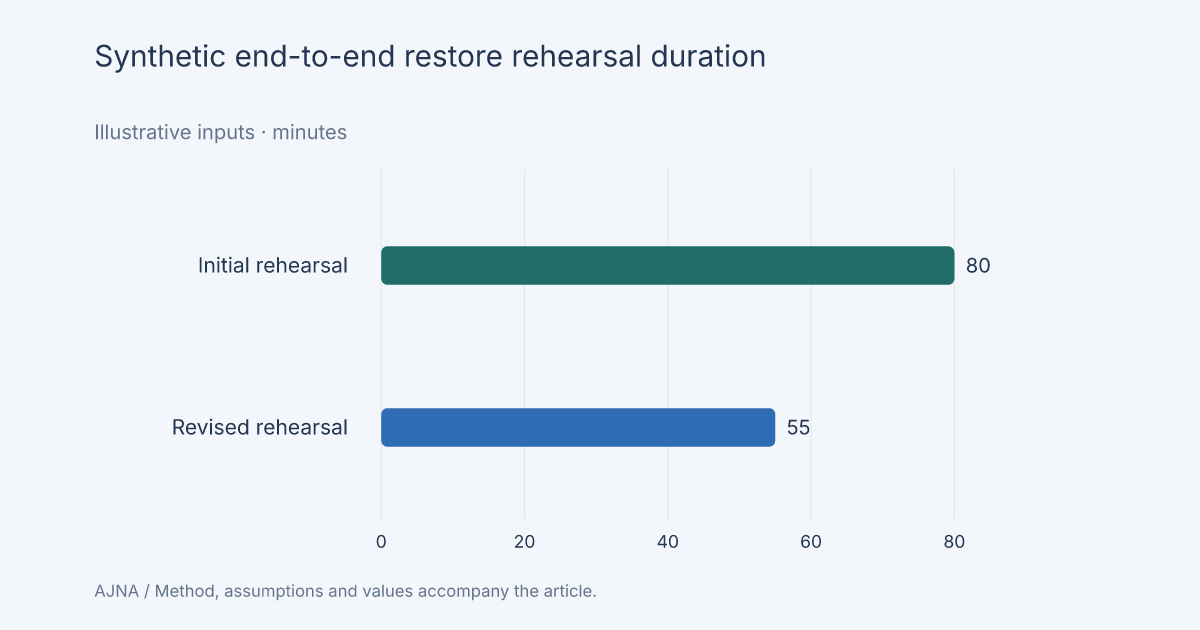 Synthetic end-to-end restore rehearsal duration
Illustrative inputs · minutes
Initial rehearsal 80
Revised rehearsal 55
0 20 40 60 80
AJNA / Method, assumptions and values accompany the article.